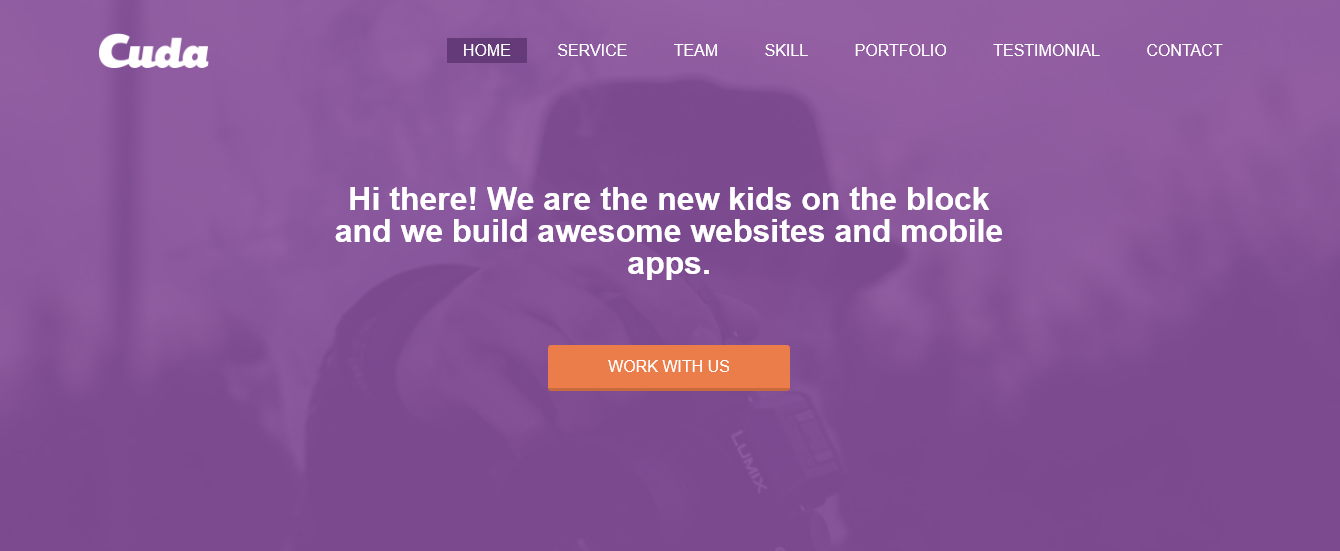 Cuda
HOME SERVICE TEAM SKILL PORTFOLIO TESTIMONIAL CONTACT
Hi there! We are the new kids on the block
and we build awesome websites and mobile
apps.
WORK WITH US
LUMIX